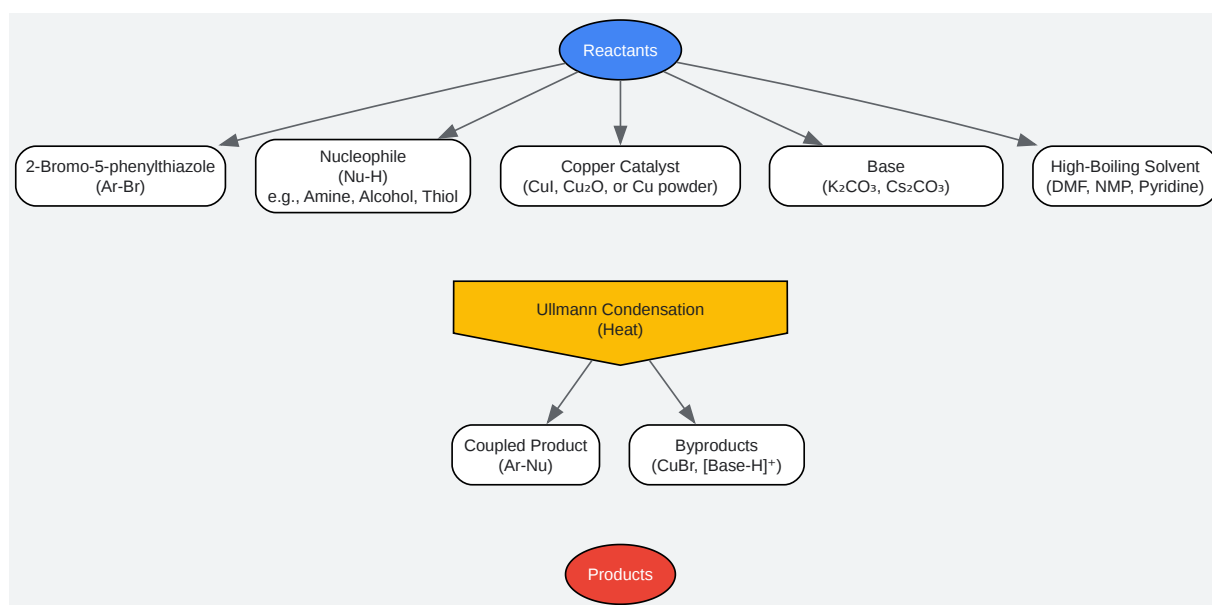 Reactants
2-Bromo-5-phenylthiazole
(Ar-Br)
Nucleophile
(Nu-H)
e.g., Amine, Alcohol, Thiol
Copper Catalyst
(CuI, Cu₂O, or Cu powder)
Base
(K₂CO₃, Cs₂CO₃)
High-Boiling Solvent
(DMF, NMP, Pyridine)
Ullmann Condensation
(Heat)
Coupled Product
(Ar-Nu)
Byproducts
(CuBr, [Base-H]⁺)
Products